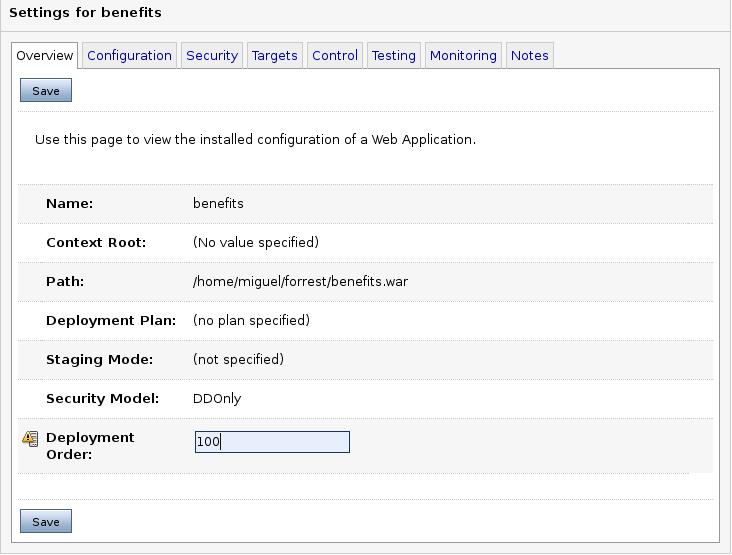 Settings for benefits
Overview Configuration Security Targets Control Testing Monitoring Notes
Save
Use this page to view the installed configuration of a Web Application.
Name: benefits
Context Root: (No value specified)
Path: /home/miguel/forrest/benefits.war
Deployment Plan: (no plan specified)
Staging Mode: (not specified)
Security Model: DDOnly
Deployment
Order: 100
Save